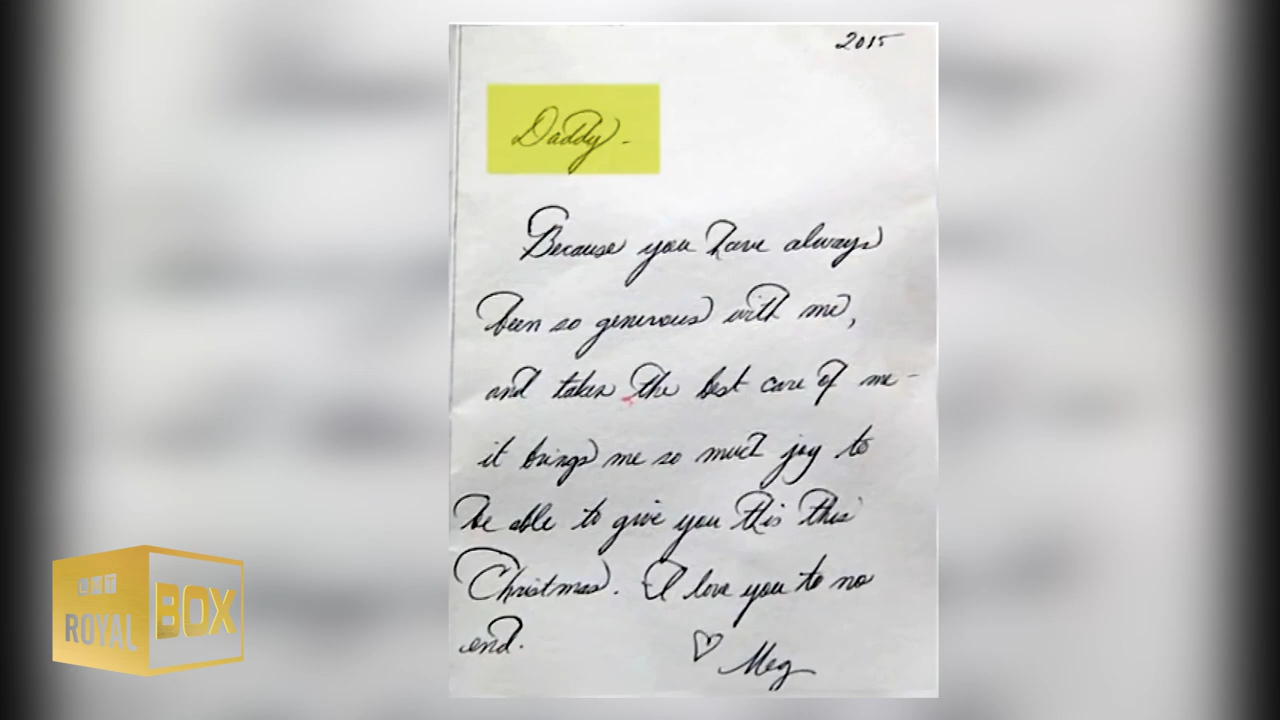 2015
Daddy -
Because you have always
been so generous with me,
and taken the best care of me -
it brings me so much joy to
be able to give you this this
Christmas. I love you to no
end.
♡ Meg
ROYAL
BOX